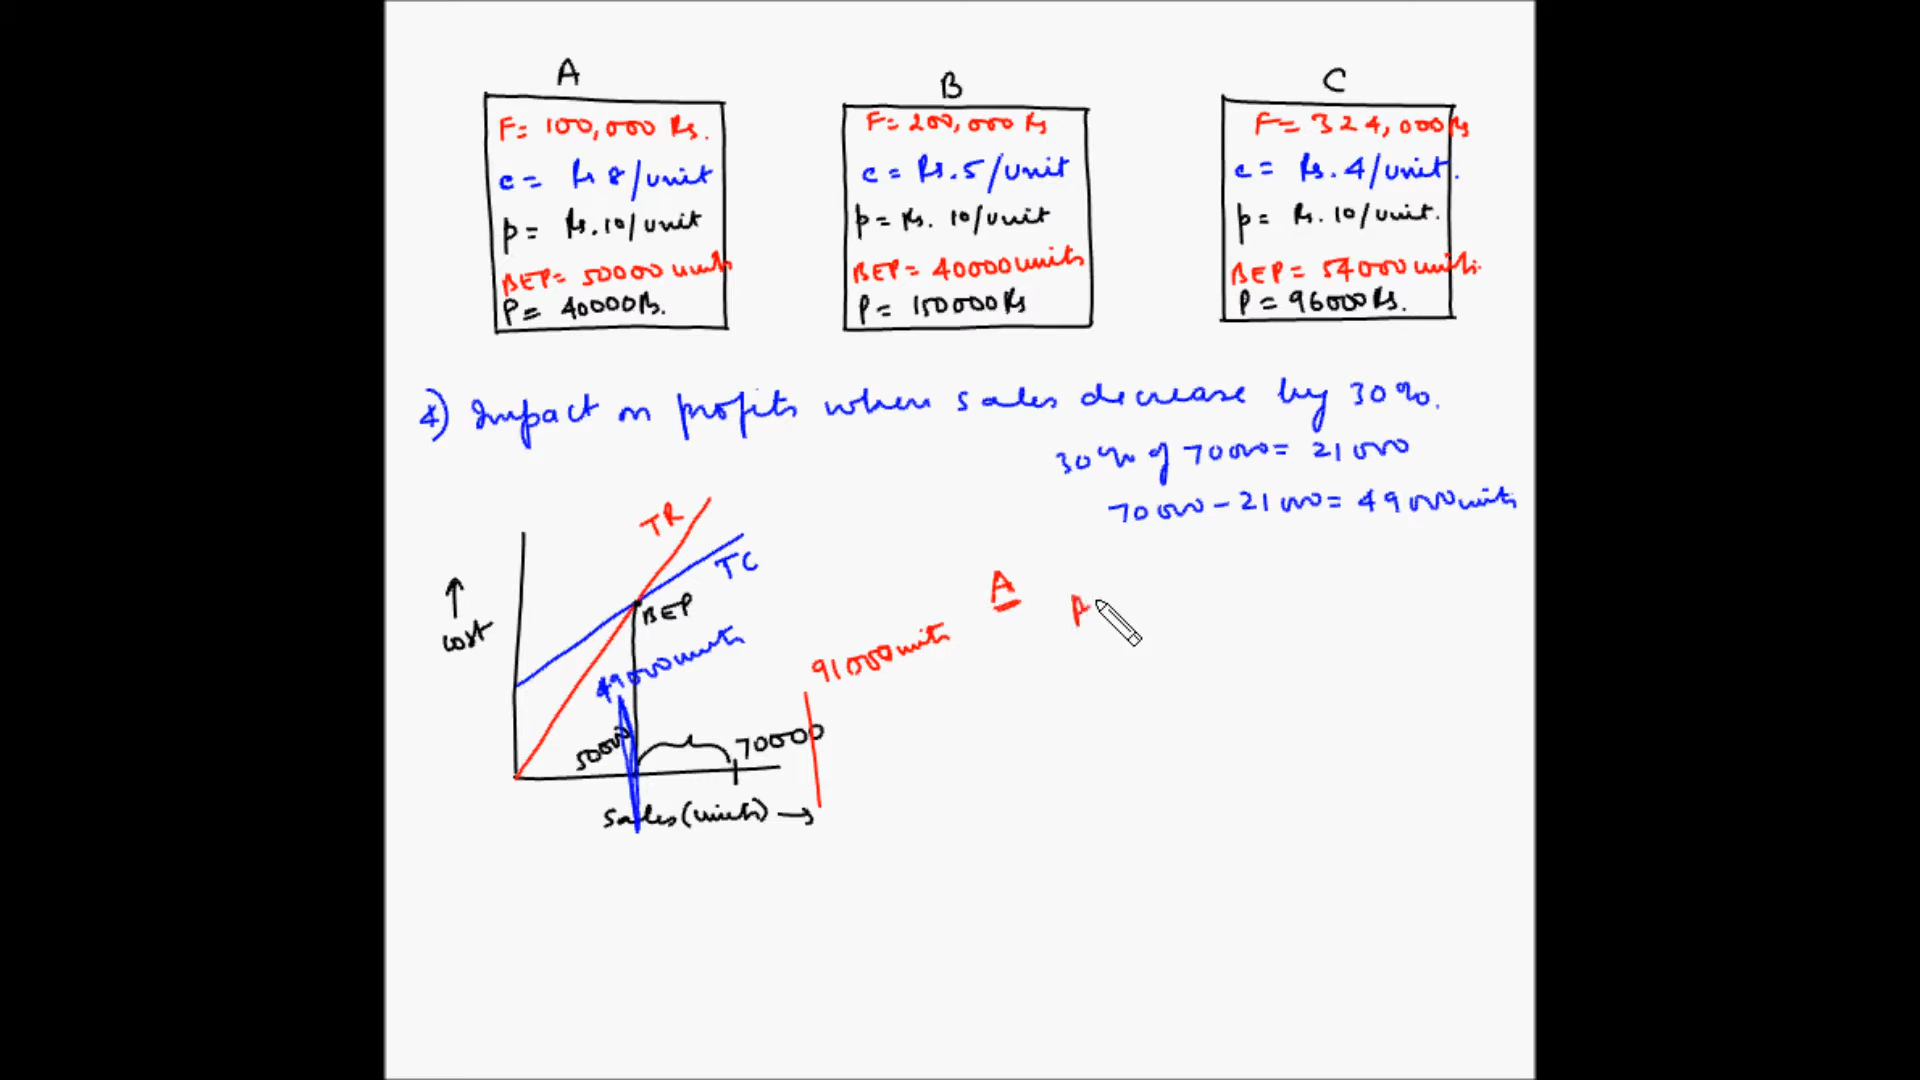 A
F= 100,000 Rs.
c= Rs 8/unit
p= Rs.10/unit
BEP= 50000 units
P= 40000Rs.
B
F= 200,000 Rs
c= Rs.5/unit
p= Rs. 10/unit
BEP= 40000units
P= 150000Rs
C
F= 324,000Rs
c= Rs. 4/unit.
p= Rs. 10/unit.
BEP= 54000units.
P= 96000Rs.
4) Impact on profits when sales decrease by 30%.
30% of 70000= 21000
70000-21000= 49000units
TR
TC
BEP
↑
cost
49000units
91000units
A
p
50000
70000
Sales(units) →